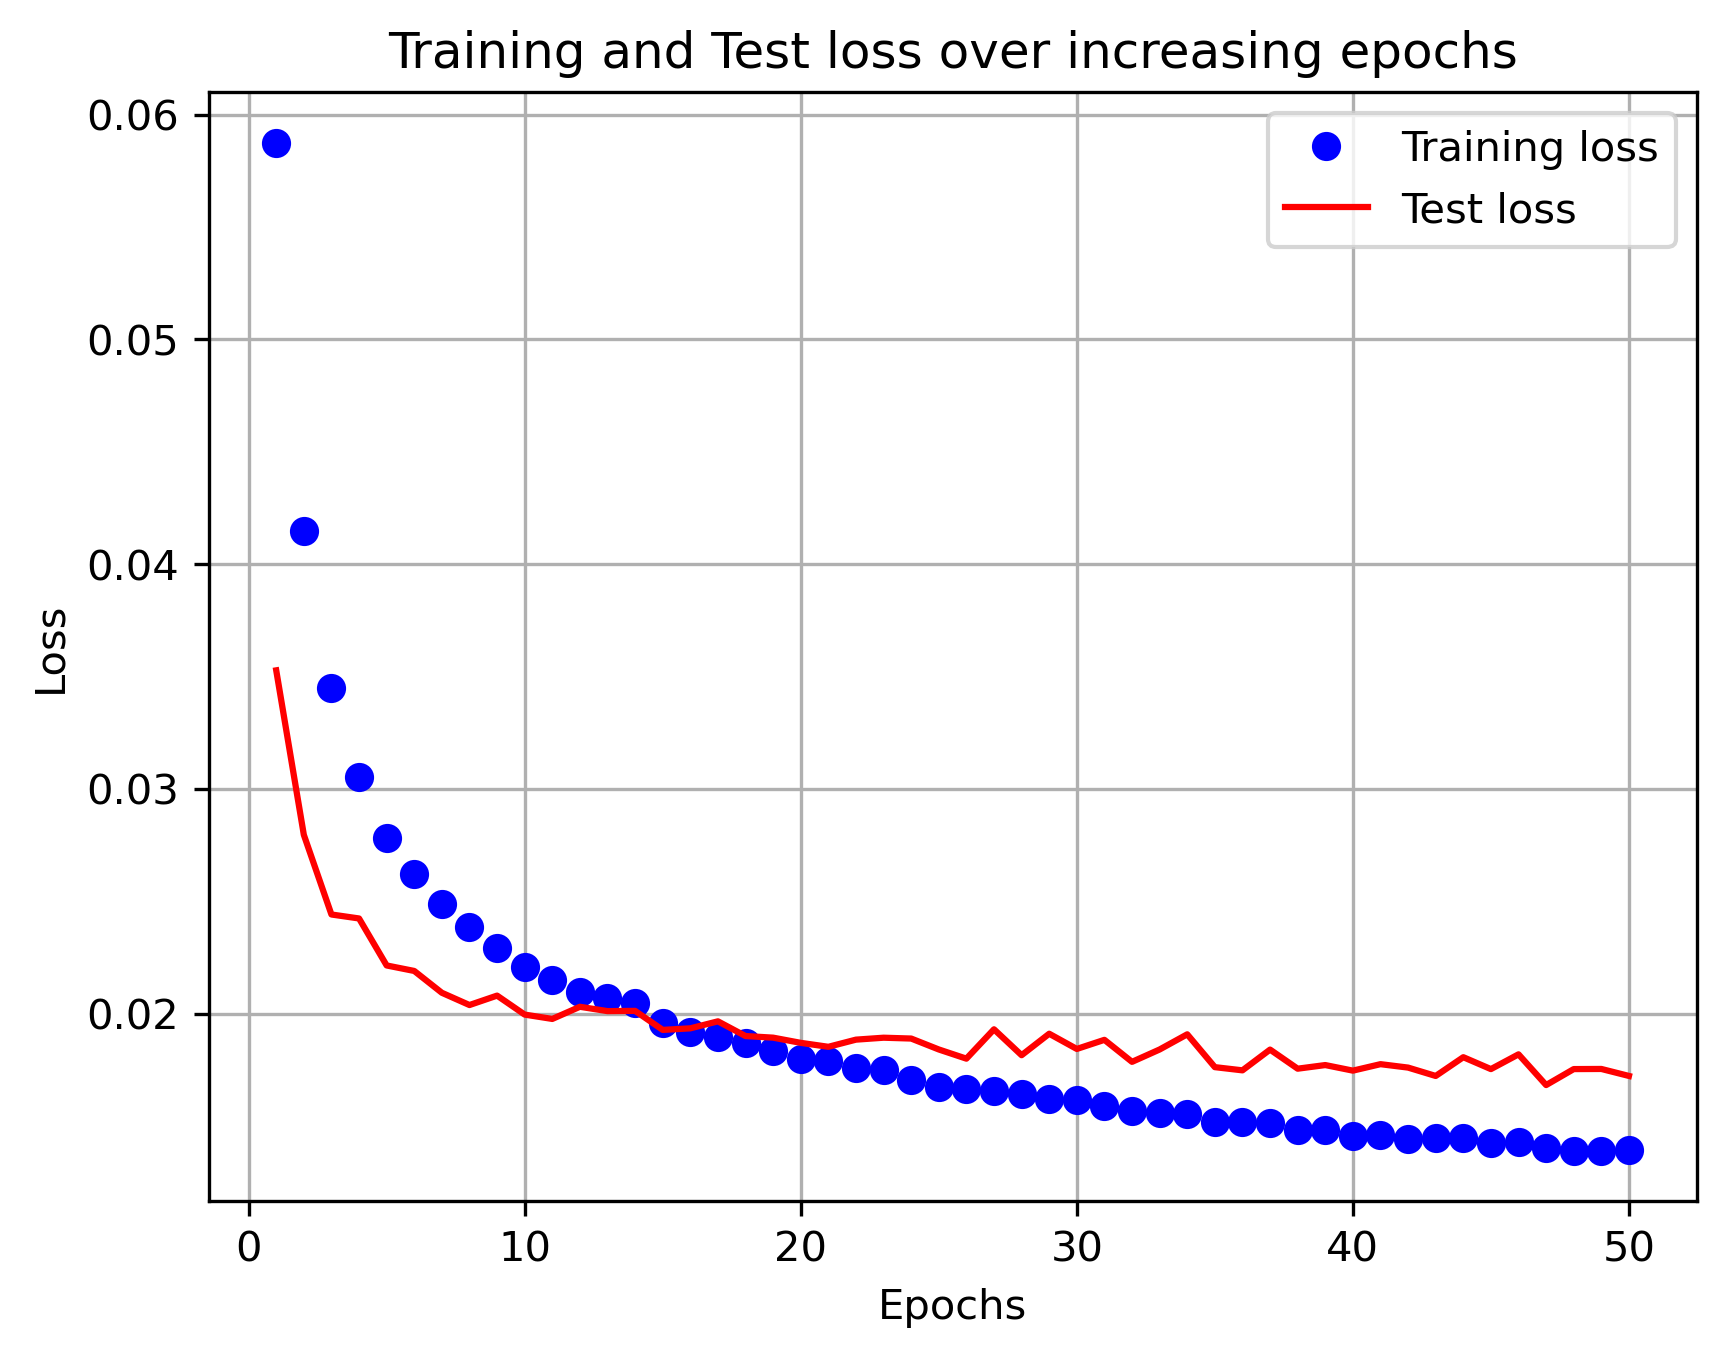 Training and Test loss over increasing epochs
0.06
0.05
0.04
0.03
0.02
Loss
Training loss
Test loss
0 10 20 30 40 50
Epochs